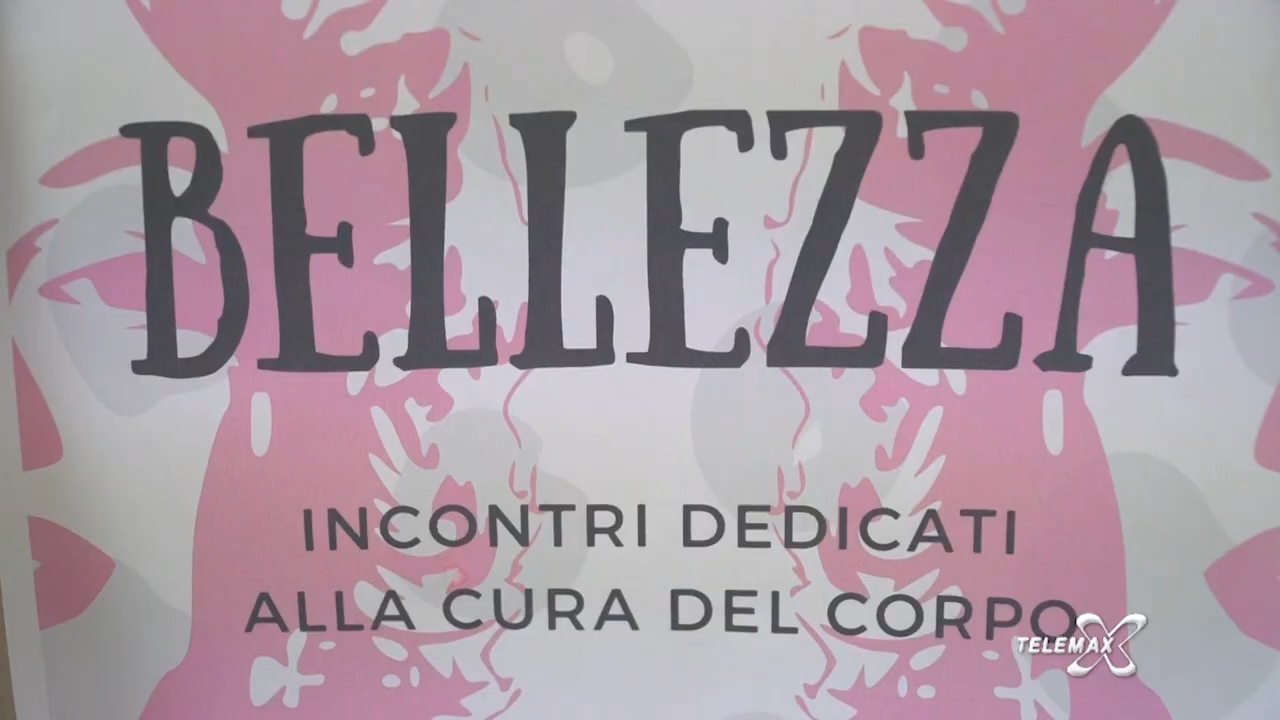 BELLEZZA
INCONTRI DEDICATI
ALLA CURA DEL CORPO
TELEMAX